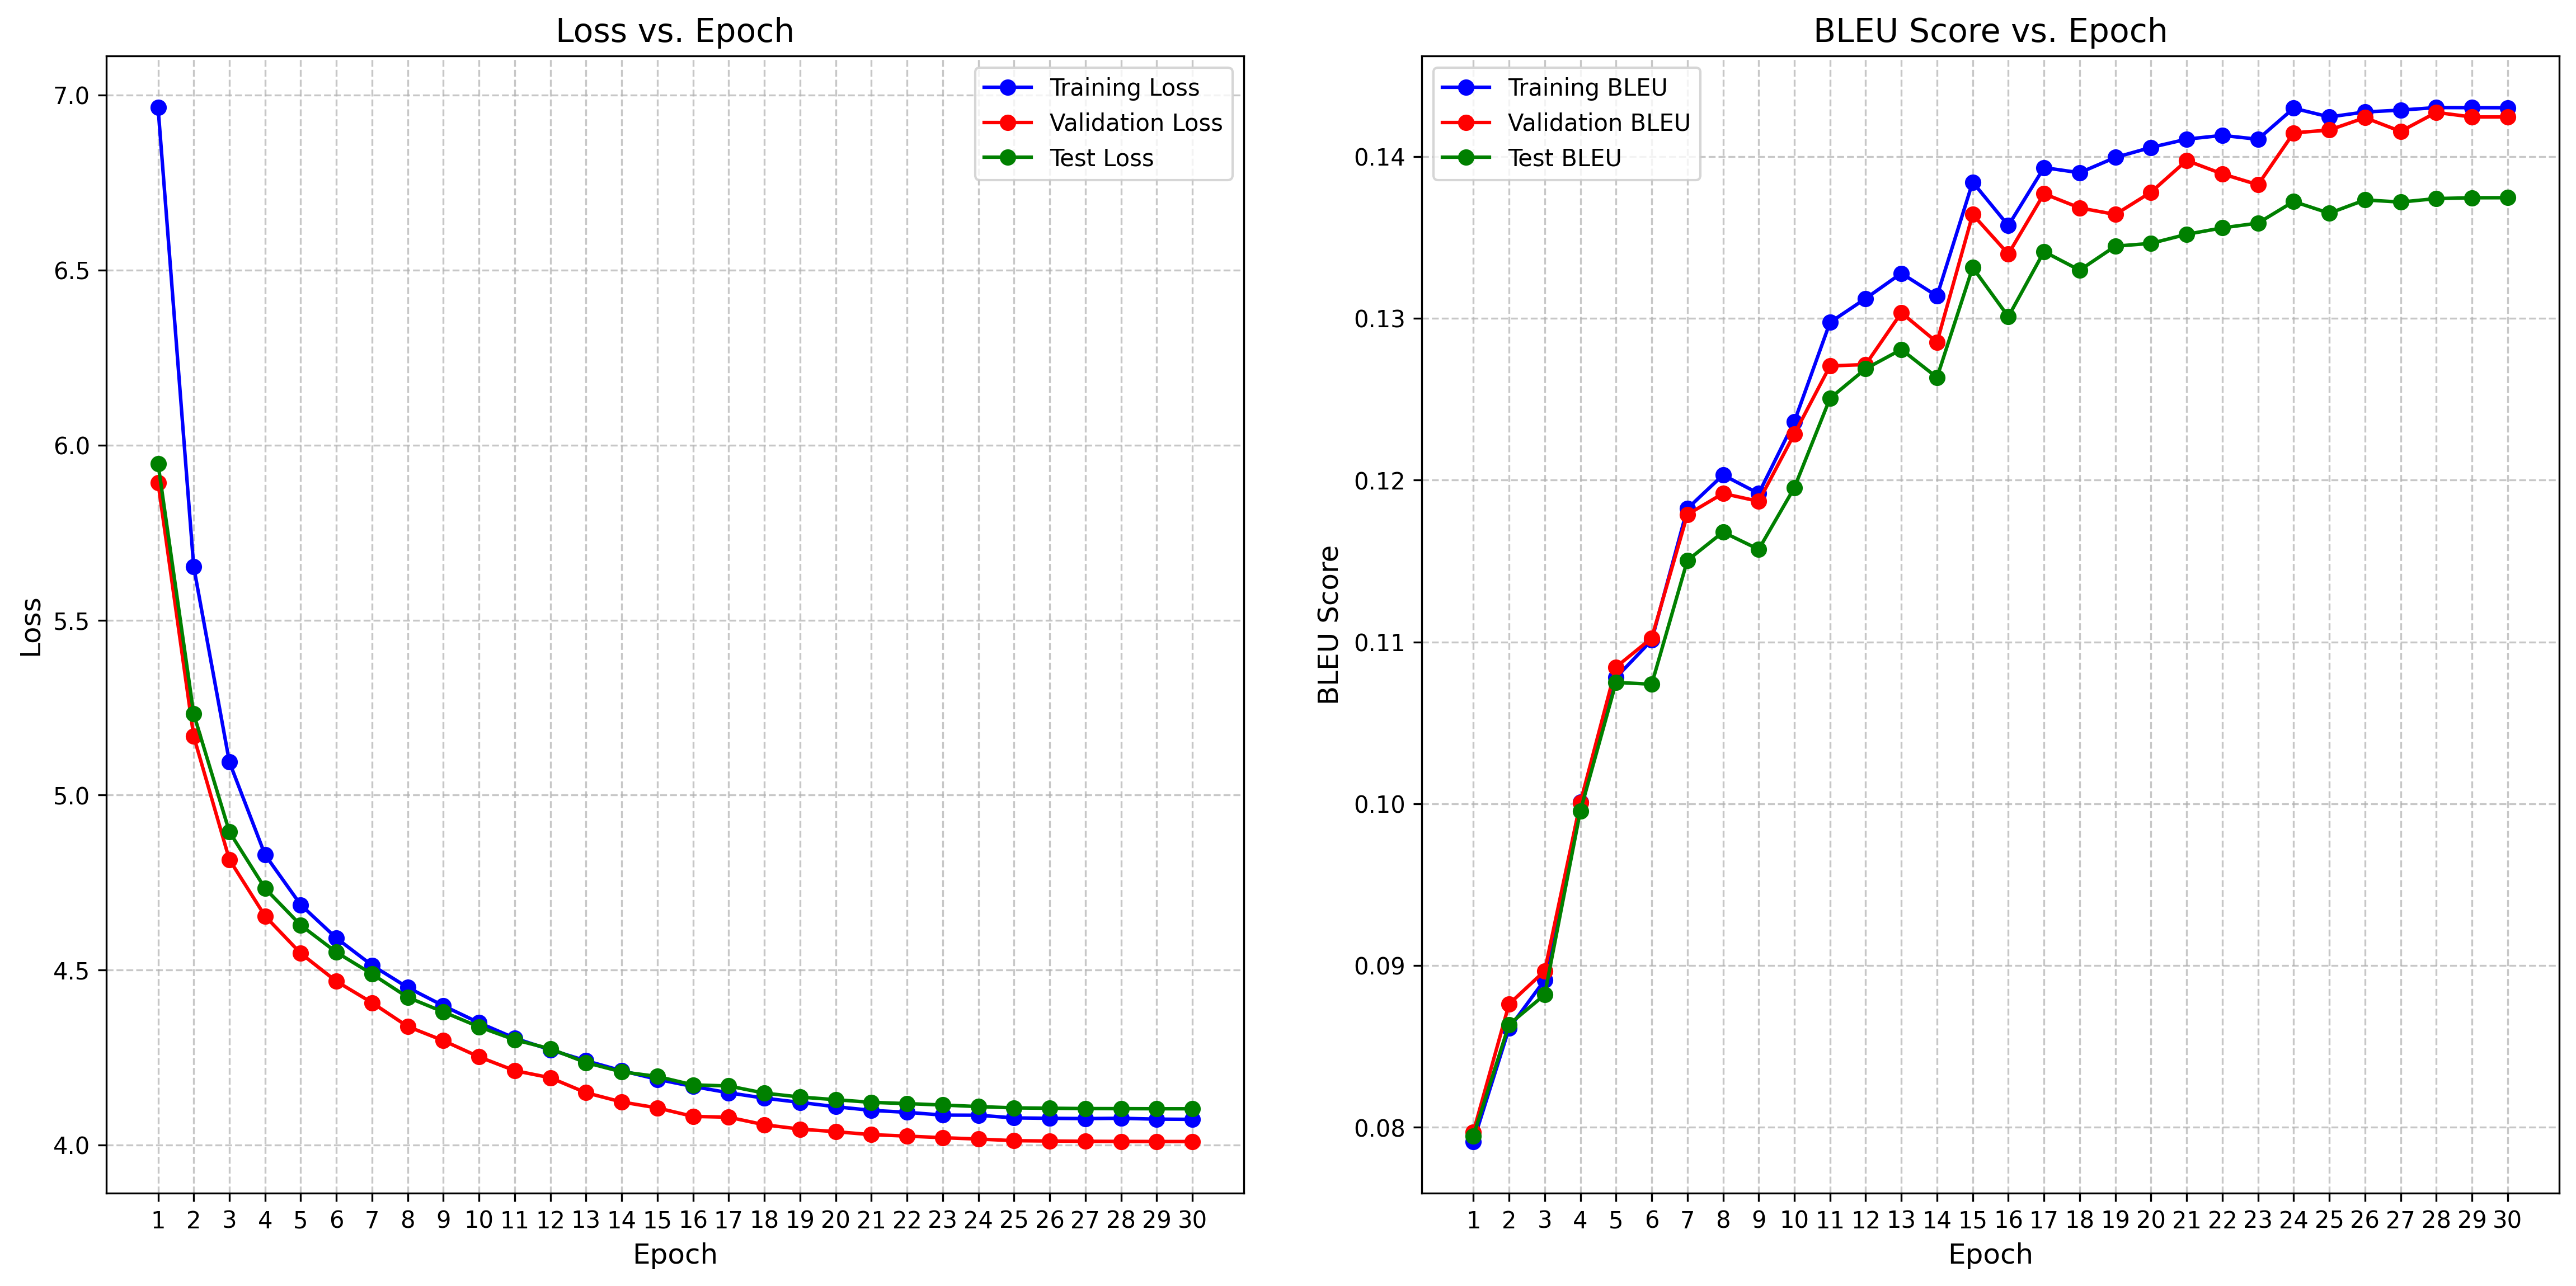 Loss vs. Epoch
Training Loss
Validation Loss
Test Loss
7.0
6.5
6.0
5.5
5.0
4.5
4.0
Loss
1 2 3 4 5 6 7 8 9 10 11 12 13 14 15 16 17 18 19 20 21 22 23 24 25 26 27 28 29 30
Epoch
BLEU Score vs. Epoch
Training BLEU
Validation BLEU
Test BLEU
0.14
0.13
0.12
0.11
0.10
0.09
0.08
BLEU Score
1 2 3 4 5 6 7 8 9 10 11 12 13 14 15 16 17 18 19 20 21 22 23 24 25 26 27 28 29 30
Epoch